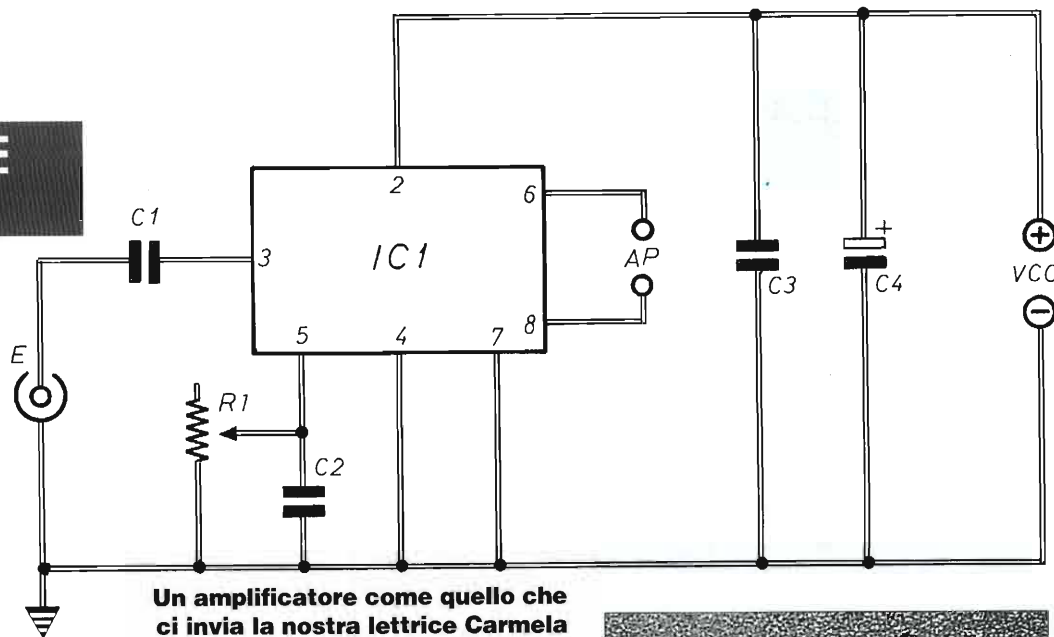 C1
E
3
2
IC1
6
8
5
4
7
AP
R1
C2
C3
+
C4
+
VCC
−
Un amplificatore come quello che
ci invia la nostra lettrice Carmela